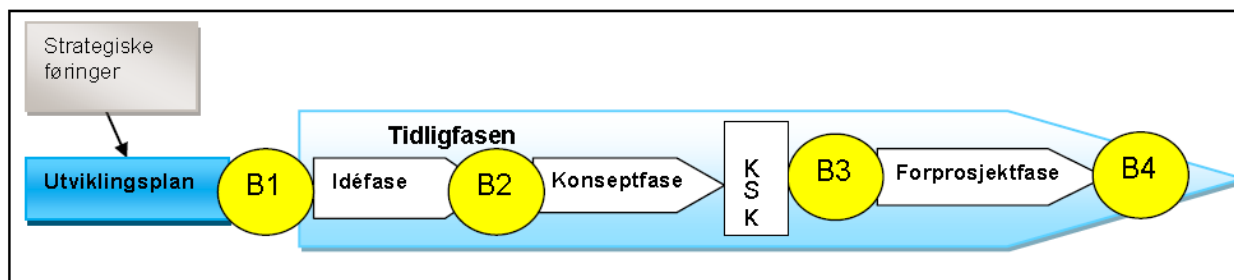 Strategiske
føringer
Tidligfasen
Utviklingsplan
B1
Idéfase
B2
Konseptfase
K
S
K
B3
Forprosjektfase
B4